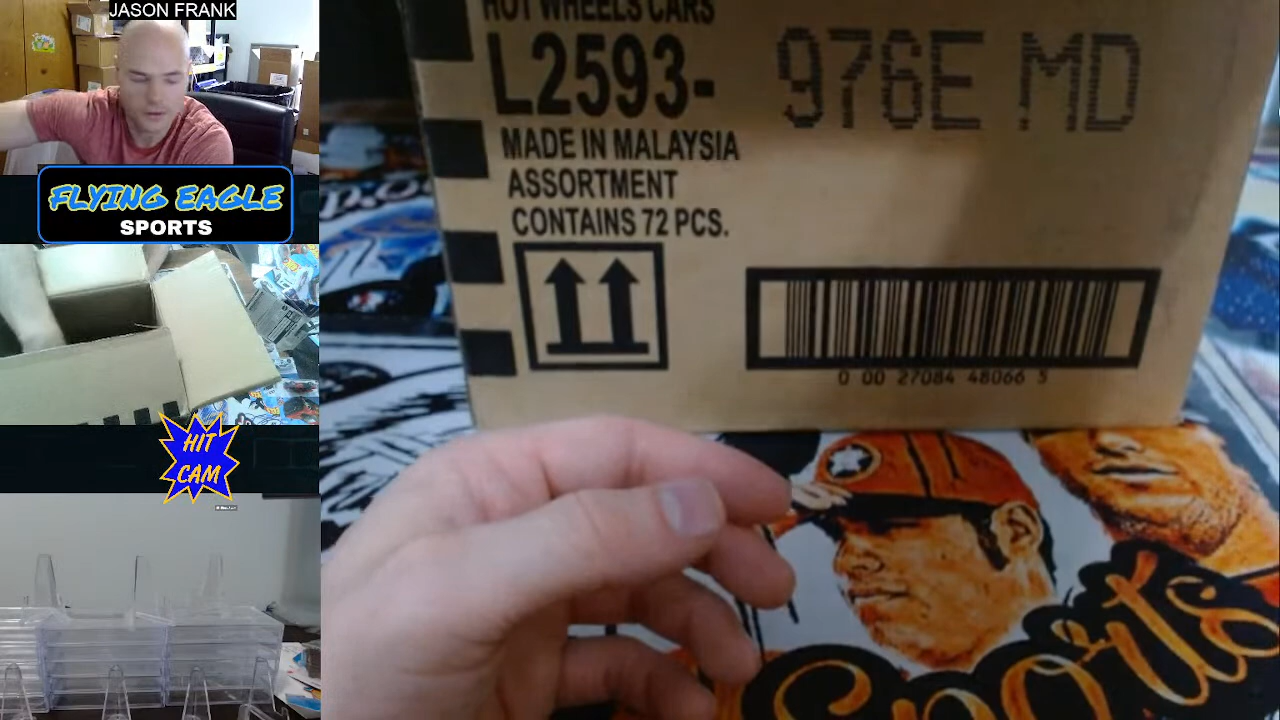 JASON FRANK
FLYING EAGLE
SPORTS
HIT
CAM
HOT WHEELS CARS
L2593-
976E MD
MADE IN MALAYSIA
ASSORTMENT
CONTAINS 72 PCS.
0 00 27084 48066 5
Sports